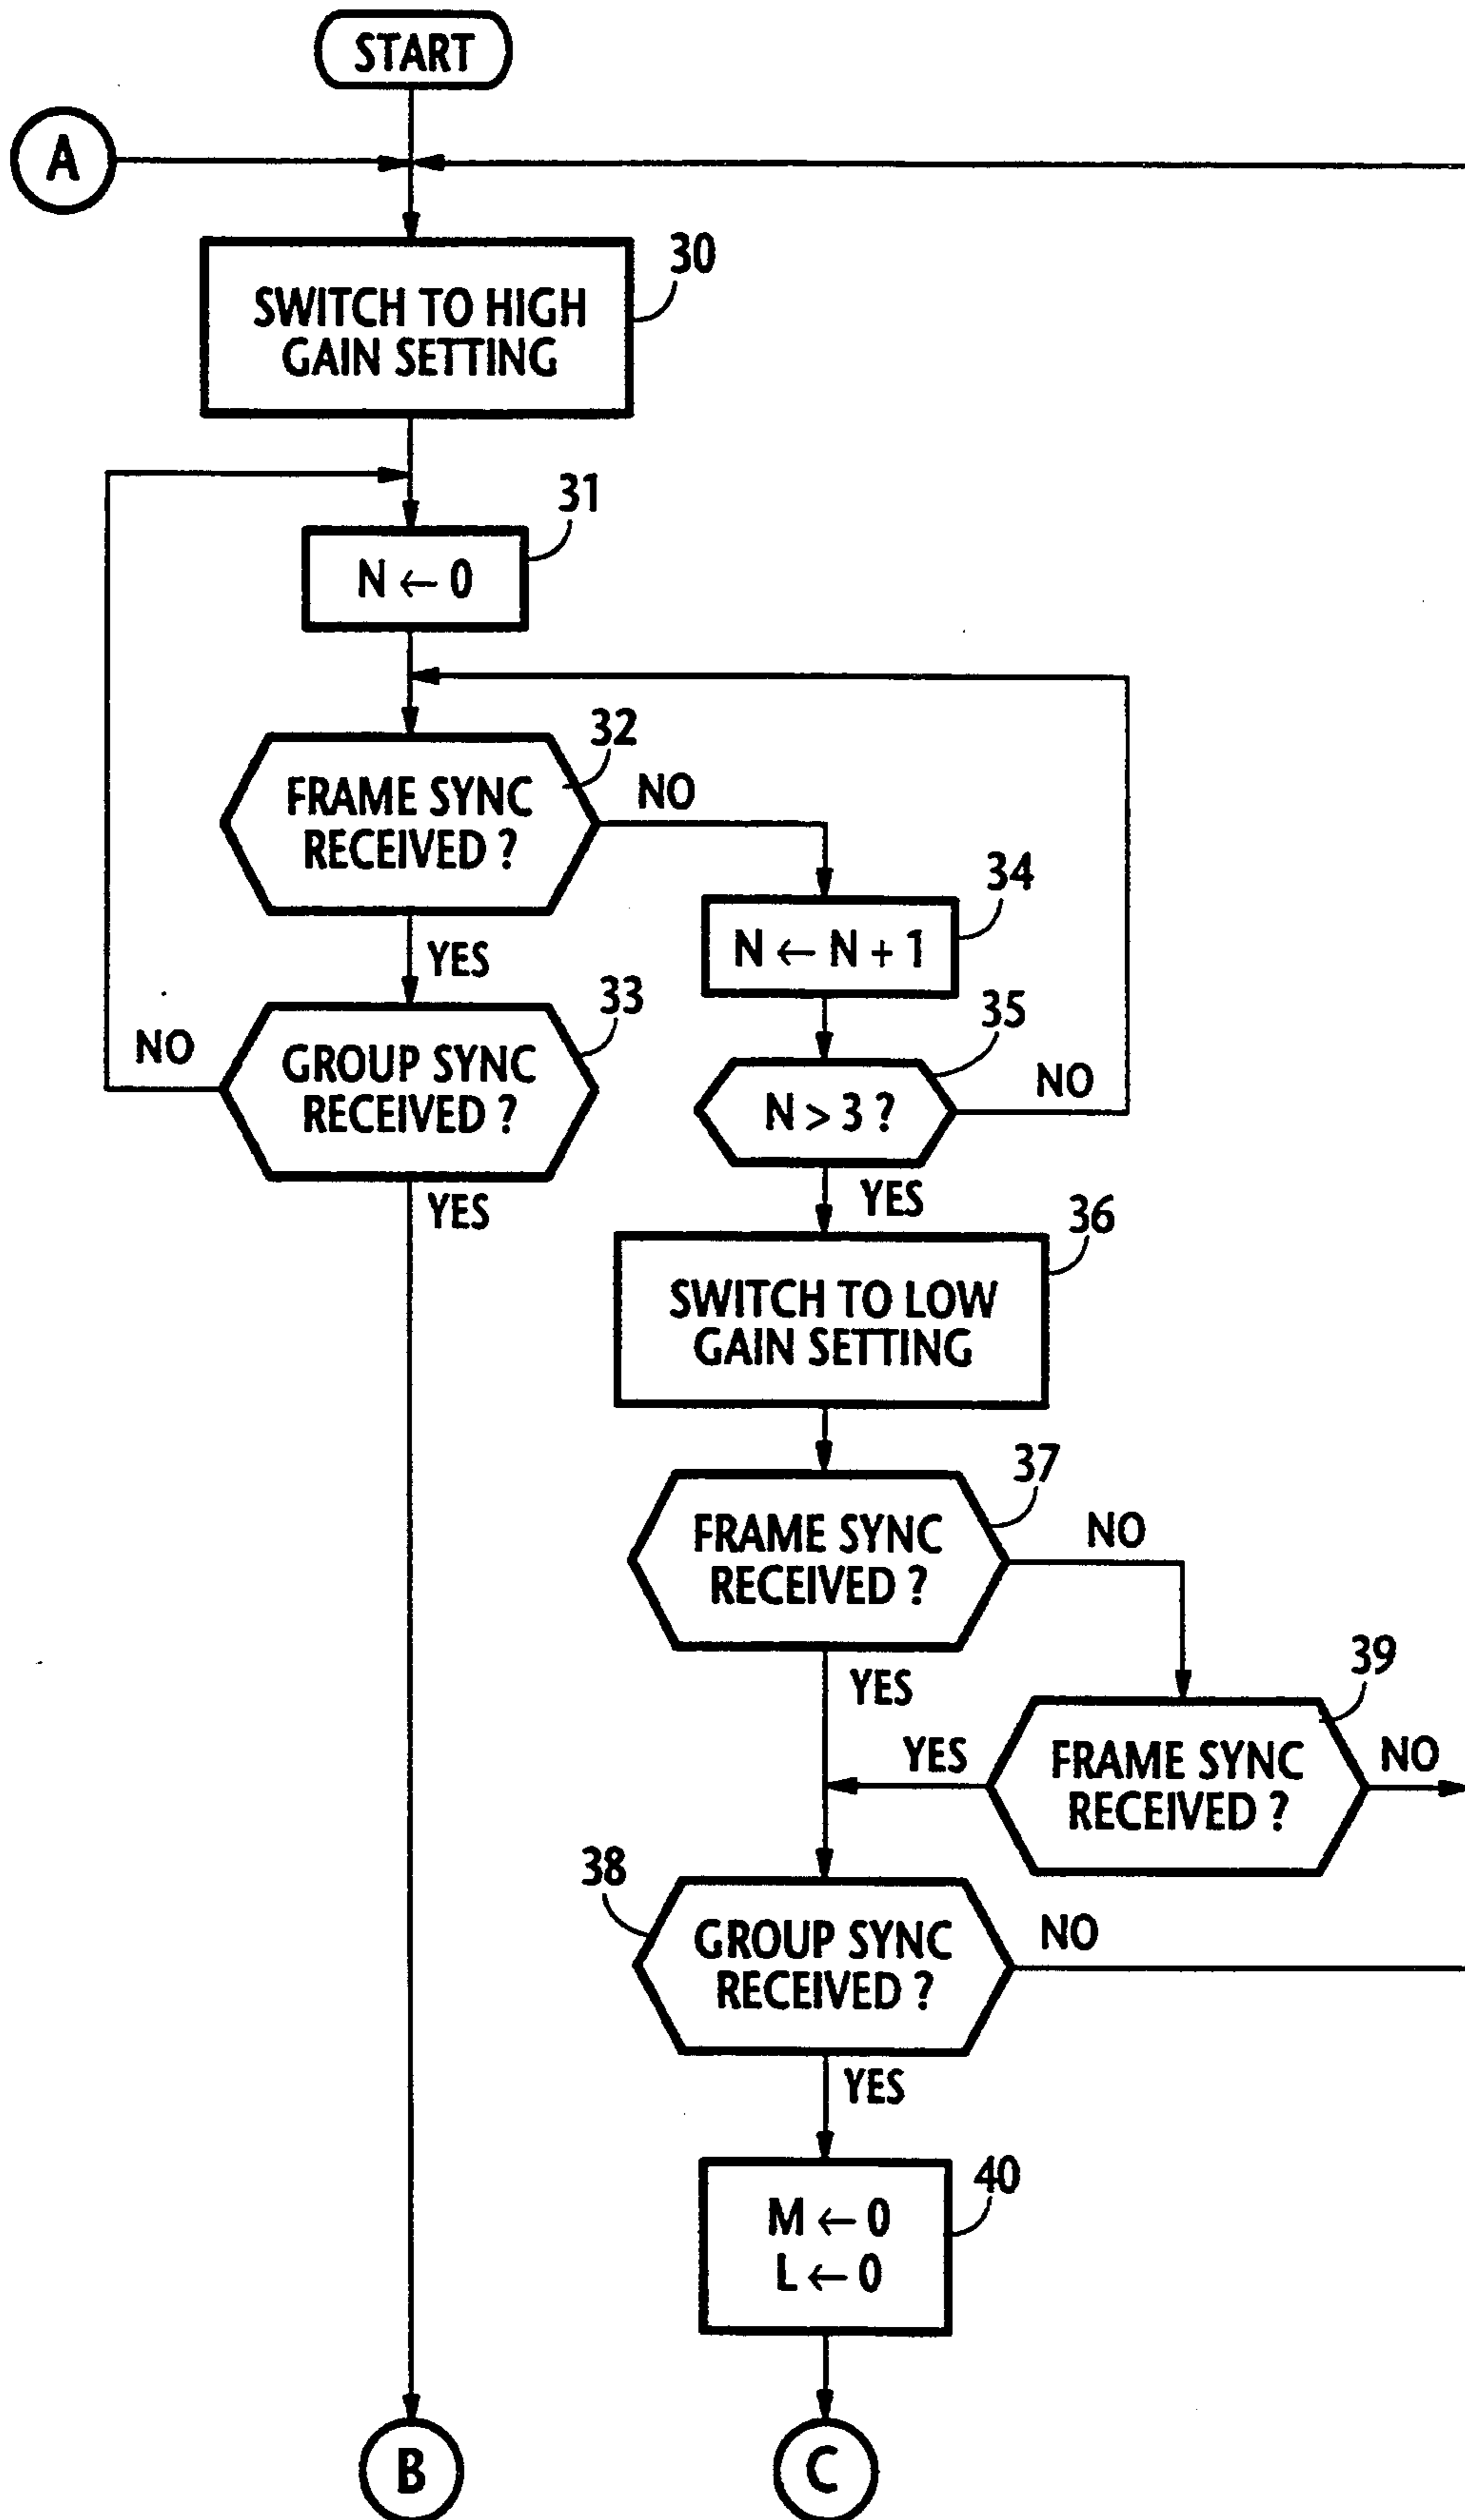 START
A
30
SWITCH TO HIGH
GAIN SETTING
31
N ← 0
32
FRAME SYNC
RECEIVED ?
NO
34
N ← N + 1
YES
33
GROUP SYNC
RECEIVED ?
NO
35
N > 3 ?
NO
YES
YES
36
SWITCH TO LOW
GAIN SETTING
37
FRAME SYNC
RECEIVED ?
NO
YES
39
FRAME SYNC
RECEIVED ?
YES
NO
38
GROUP SYNC
RECEIVED ?
NO
YES
40
M ← 0
L ← 0
B
C